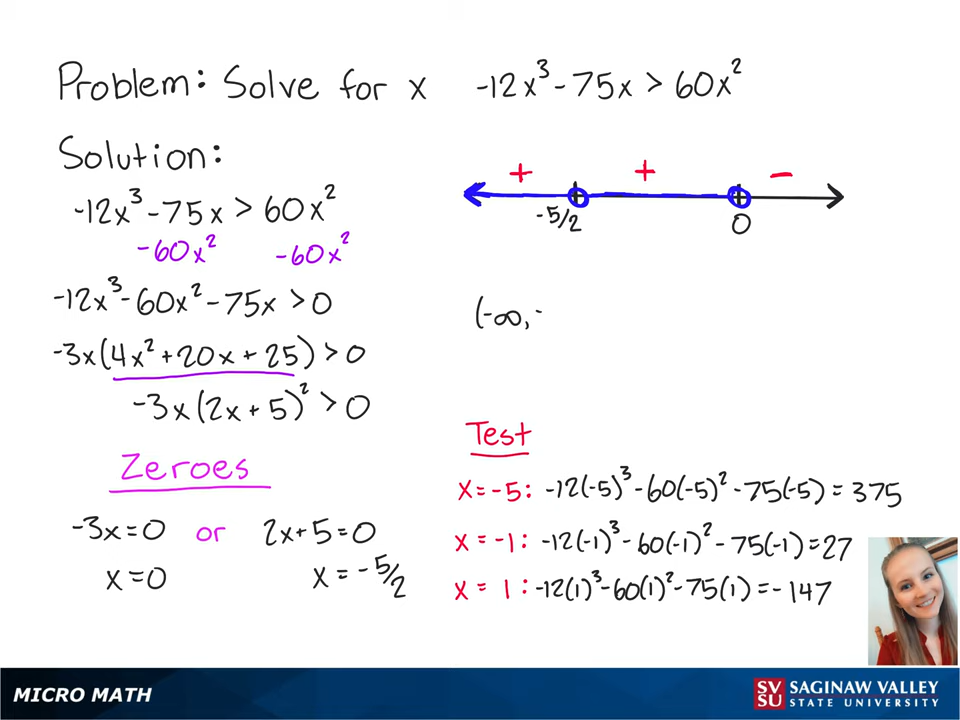 Problem: Solve for x -12x³ - 75x > 60x²
Solution:
-12x³ - 75x > 60x²
-60x² -60x²
-12x³ - 60x² - 75x > 0
-3x(4x² + 20x + 25) > 0
-3x(2x + 5)² > 0
Zeroes
-3x = 0 or 2x + 5 = 0
x = 0 x = -5/2
+ + -
-5/2 0
(-∞, -
Test
x = -5: -12(-5)³ - 60(-5)² - 75(-5) = 375
x = -1: -12(-1)³ - 60(-1)² - 75(-1) = 27
x = 1: -12(1)³ - 60(1)² - 75(1) = -147
MICRO MATH
SV SU SAGINAW VALLEY
STATE UNIVERSITY